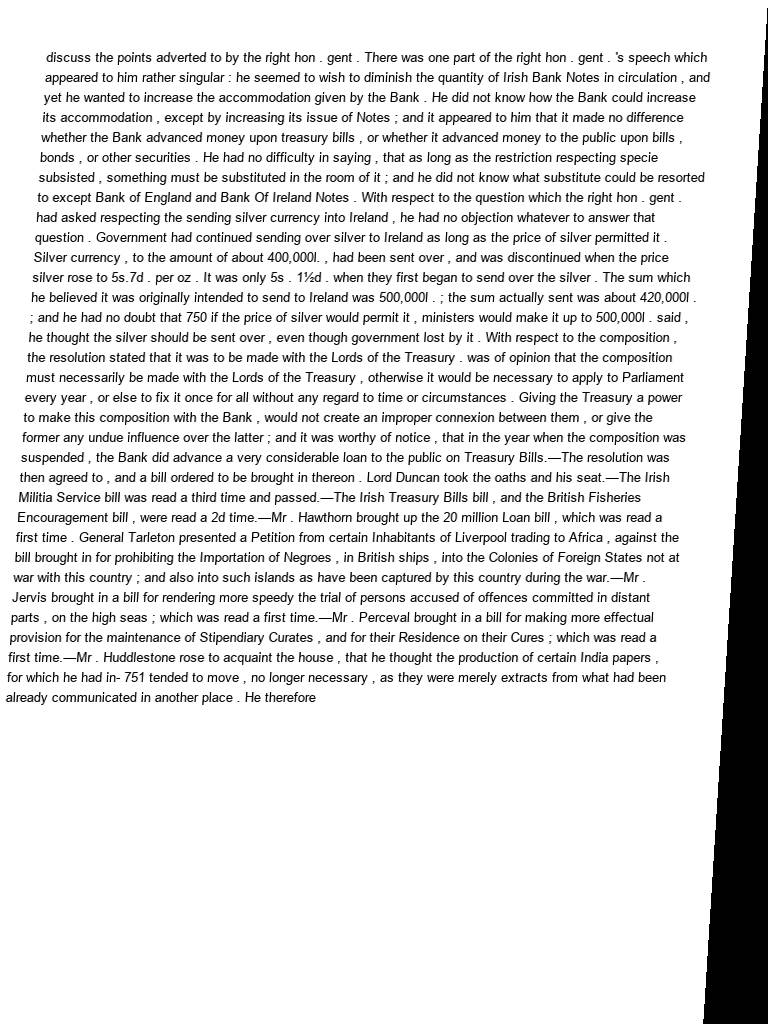 discuss the points adverted to by the right hon . gent . There was one part of the right hon . gent . 's speech which
appeared to him rather singular : he seemed to wish to diminish the quantity of Irish Bank Notes in circulation , and
yet he wanted to increase the accommodation given by the Bank . He did not know how the Bank could increase
its accommodation , except by increasing its issue of Notes ; and it appeared to him that it made no difference
whether the Bank advanced money upon treasury bills , or whether it advanced money to the public upon bills ,
bonds , or other securities . He had no difficulty in saying , that as long as the restriction respecting specie
subsisted , something must be substituted in the room of it ; and he did not know what substitute could be resorted
to except Bank of England and Bank Of Ireland Notes . With respect to the question which the right hon . gent .
had asked respecting the sending silver currency into Ireland , he had no objection whatever to answer that
question . Government had continued sending over silver to Ireland as long as the price of silver permitted it .
Silver currency , to the amount of about 400,000l. , had been sent over , and was discontinued when the price
silver rose to 5s.7d . per oz . It was only 5s . 1½d . when they first began to send over the silver . The sum which
he believed it was originally intended to send to Ireland was 500,000l . ; the sum actually sent was about 420,000l .
; and he had no doubt that 750 if the price of silver would permit it , ministers would make it up to 500,000l . said ,
he thought the silver should be sent over , even though government lost by it . With respect to the composition ,
the resolution stated that it was to be made with the Lords of the Treasury . was of opinion that the composition
must necessarily be made with the Lords of the Treasury , otherwise it would be necessary to apply to Parliament
every year , or else to fix it once for all without any regard to time or circumstances . Giving the Treasury a power
to make this composition with the Bank , would not create an improper connexion between them , or give the
former any undue influence over the latter ; and it was worthy of notice , that in the year when the composition was
suspended , the Bank did advance a very considerable loan to the public on Treasury Bills.—The resolution was
then agreed to , and a bill ordered to be brought in thereon . Lord Duncan took the oaths and his seat.—The Irish
Militia Service bill was read a third time and passed.—The Irish Treasury Bills bill , and the British Fisheries
Encouragement bill , were read a 2d time.—Mr . Hawthorn brought up the 20 million Loan bill , which was read a
first time . General Tarleton presented a Petition from certain Inhabitants of Liverpool trading to Africa , against the
bill brought in for prohibiting the Importation of Negroes , in British ships , into the Colonies of Foreign States not at
war with this country ; and also into such islands as have been captured by this country during the war.—Mr .
Jervis brought in a bill for rendering more speedy the trial of persons accused of offences committed in distant
parts , on the high seas ; which was read a first time.—Mr . Perceval brought in a bill for making more effectual
provision for the maintenance of Stipendiary Curates , and for their Residence on their Cures ; which was read a
first time.—Mr . Huddlestone rose to acquaint the house , that he thought the production of certain India papers ,
for which he had in- 751 tended to move , no longer necessary , as they were merely extracts from what had been
already communicated in another place . He therefore